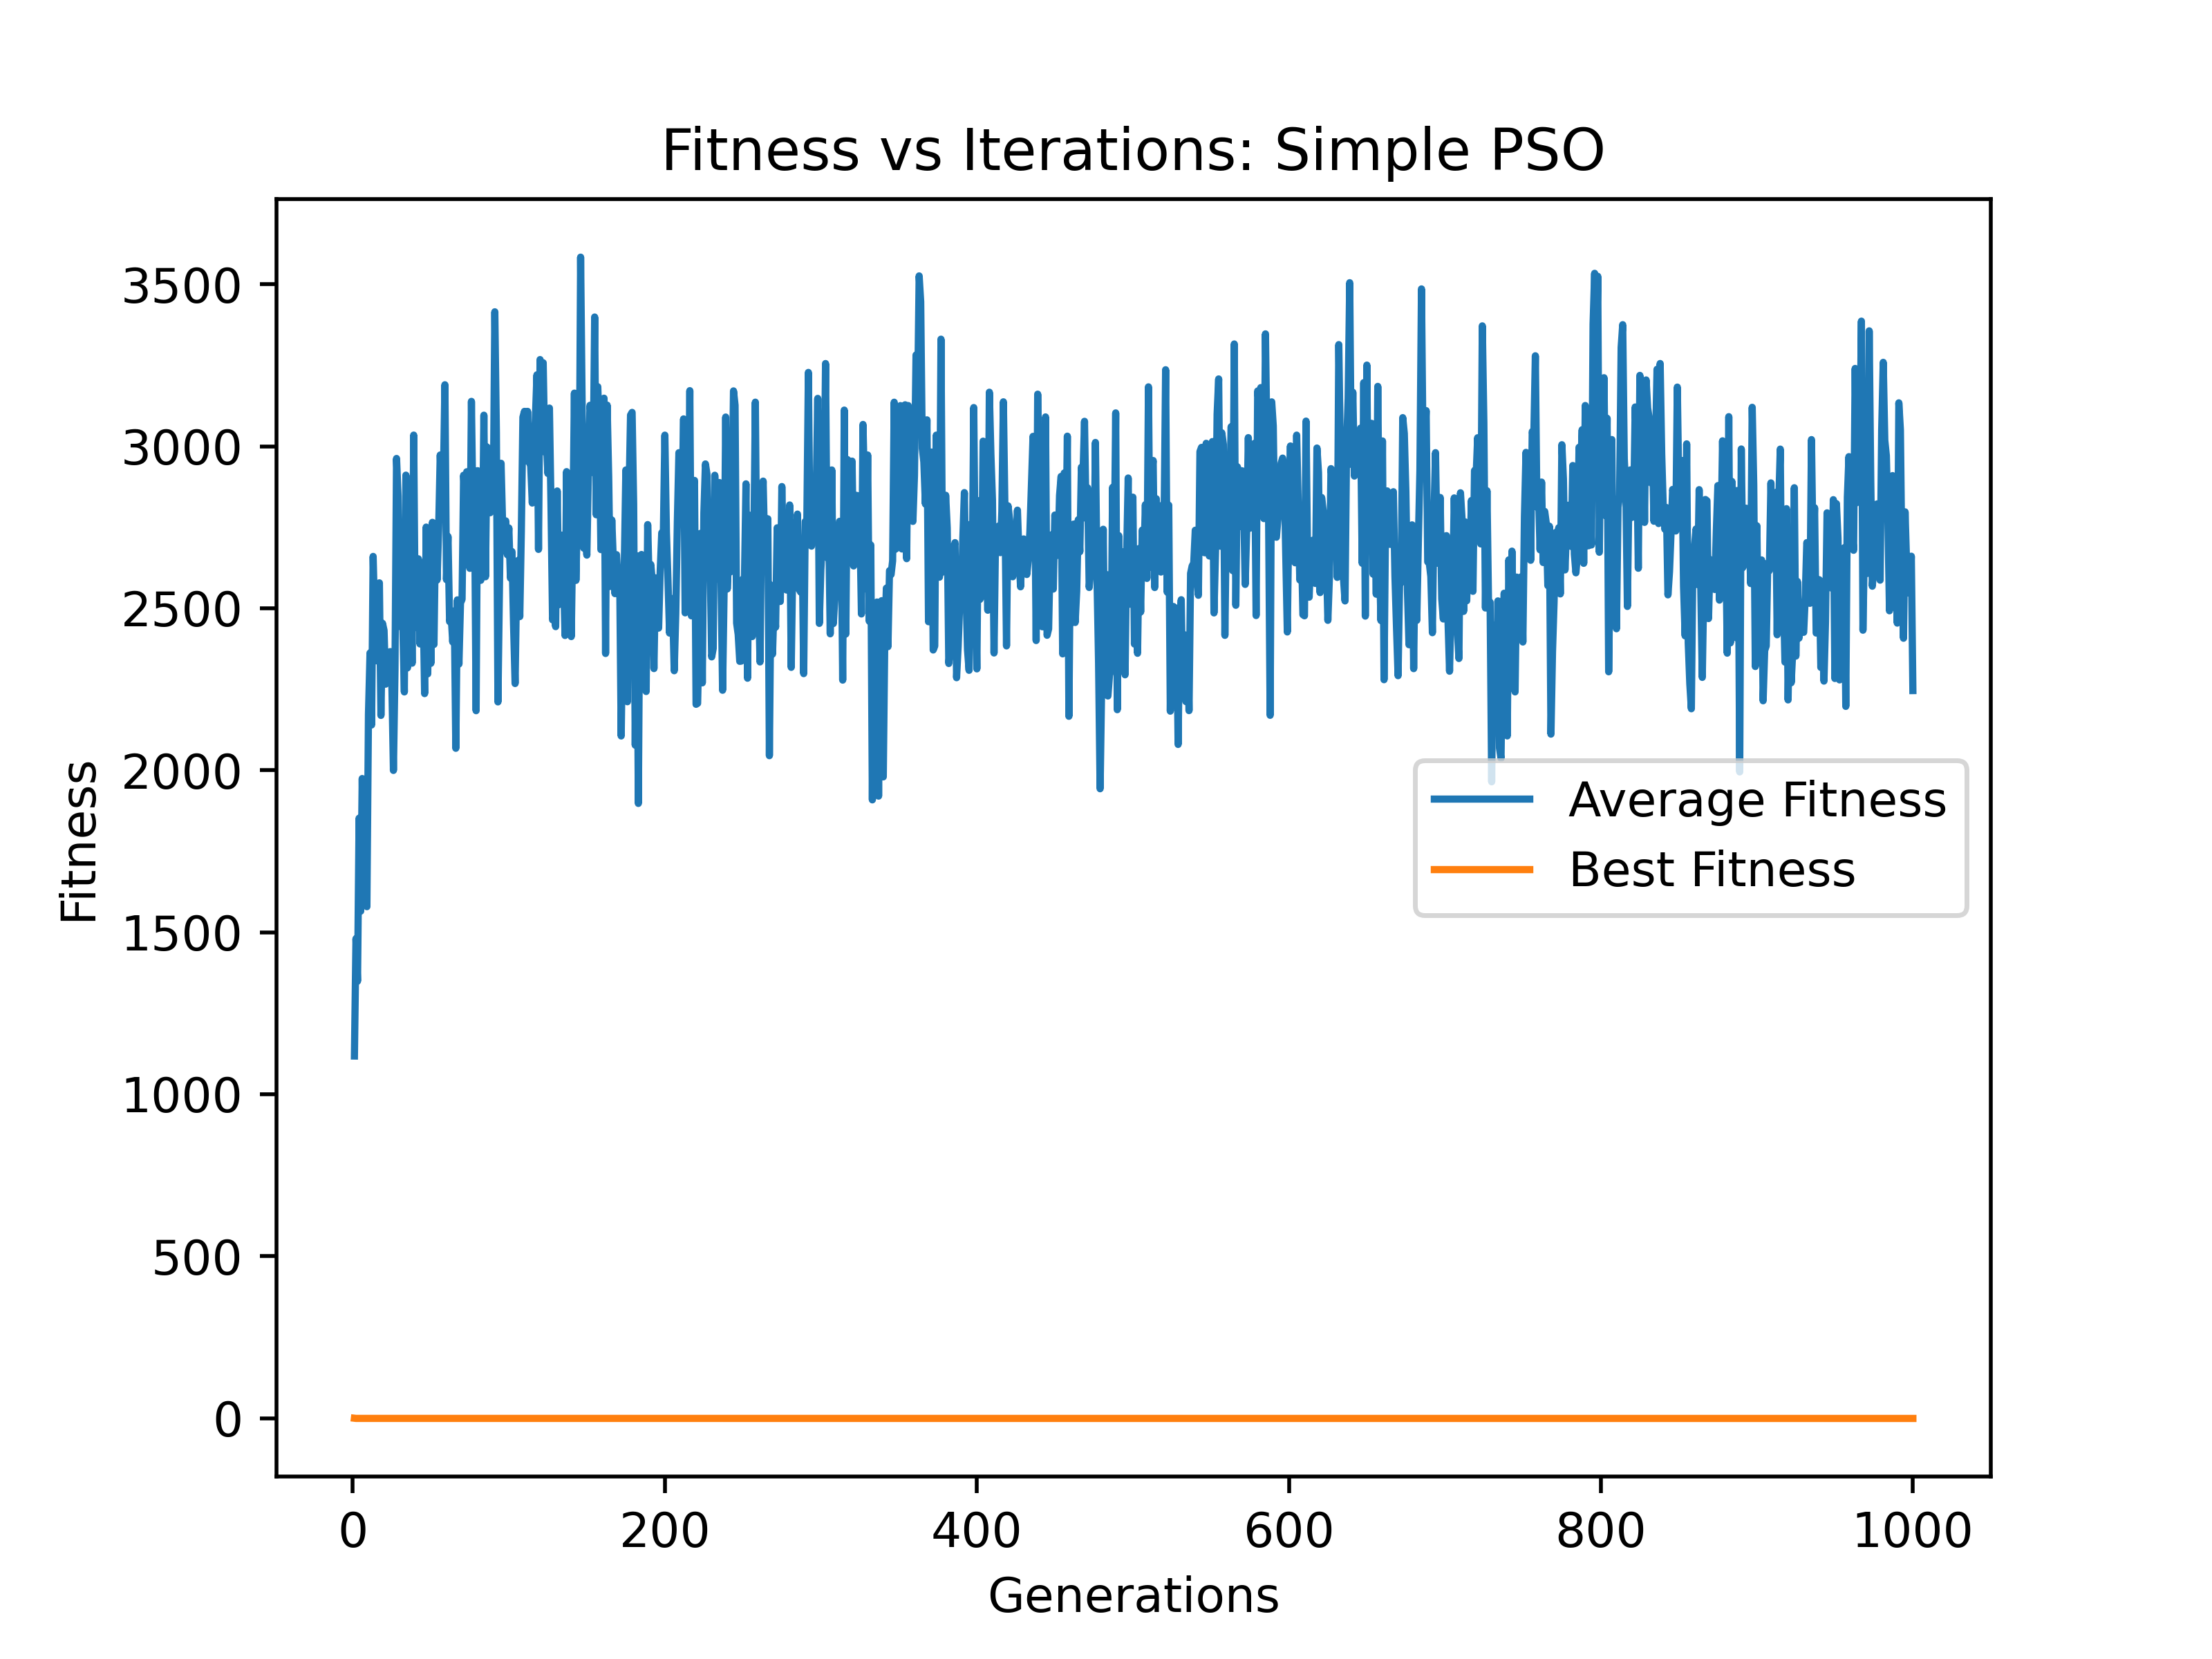 Fitness vs Iterations: Simple PSO
Fitness
3500
3000
2500
2000
1500
1000
500
0
Average Fitness
Best Fitness
0 200 400 600 800 1000
Generations